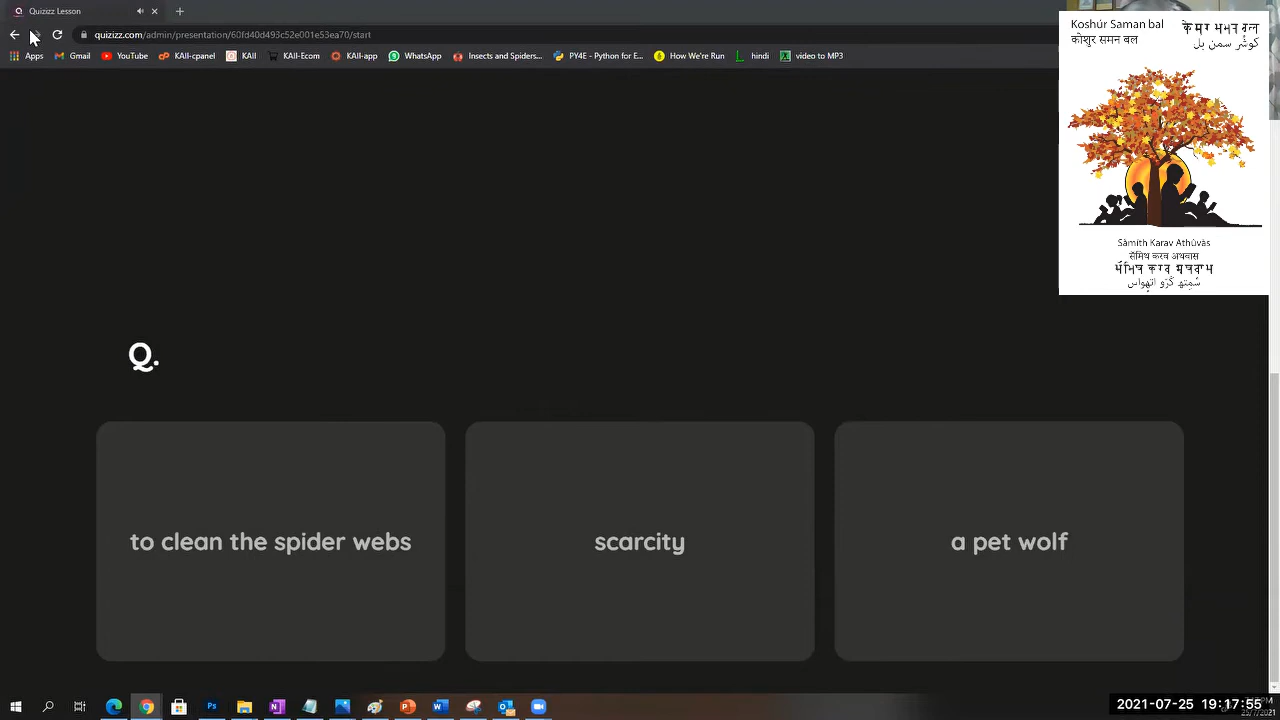 Quizizz Lesson
quizizz.com/admin/presentation/60fd40d493c52e001e53ea70/start
Apps Gmail YouTube KAII-cpanel KAII KAII-Ecom KAII-app WhatsApp Insects and Spiders... PY4E - Python for E... How We're Runnin... hindi video to MP3
Koshúr Saman bal
कोशुर समन बल
کوشُر سمن بل
Q.
to clean the spider webs
scarcity
a pet wolf
Sâmith Karav Athûvâs
सॅमिथ करव अथवास
2021-07-25 19:17:55